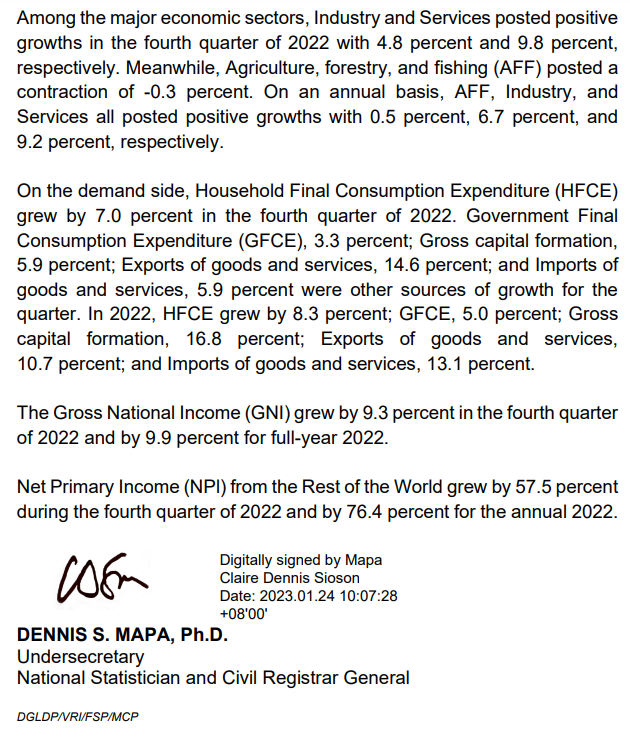 Among the major economic sectors, Industry and Services posted positive
growths in the fourth quarter of 2022 with 4.8 percent and 9.8 percent,
respectively. Meanwhile, Agriculture, forestry, and fishing (AFF) posted a
contraction of -0.3 percent. On an annual basis, AFF, Industry, and
Services all posted positive growths with 0.5 percent, 6.7 percent, and
9.2 percent, respectively.
On the demand side, Household Final Consumption Expenditure (HFCE)
grew by 7.0 percent in the fourth quarter of 2022. Government Final
Consumption Expenditure (GFCE), 3.3 percent; Gross capital formation,
5.9 percent; Exports of goods and services, 14.6 percent; and Imports of
goods and services, 5.9 percent were other sources of growth for the
quarter. In 2022, HFCE grew by 8.3 percent; GFCE, 5.0 percent; Gross
capital formation, 16.8 percent; Exports of goods and services,
10.7 percent; and Imports of goods and services, 13.1 percent.
The Gross National Income (GNI) grew by 9.3 percent in the fourth quarter
of 2022 and by 9.9 percent for full-year 2022.
Net Primary Income (NPI) from the Rest of the World grew by 57.5 percent
during the fourth quarter of 2022 and by 76.4 percent for the annual 2022.
Digitally signed by Mapa
Claire Dennis Sioson
Date: 2023.01.24 10:07:28
+08'00'
DENNIS S. MAPA, Ph.D.
Undersecretary
National Statistician and Civil Registrar General
DGLDP/VRI/FSP/MCP